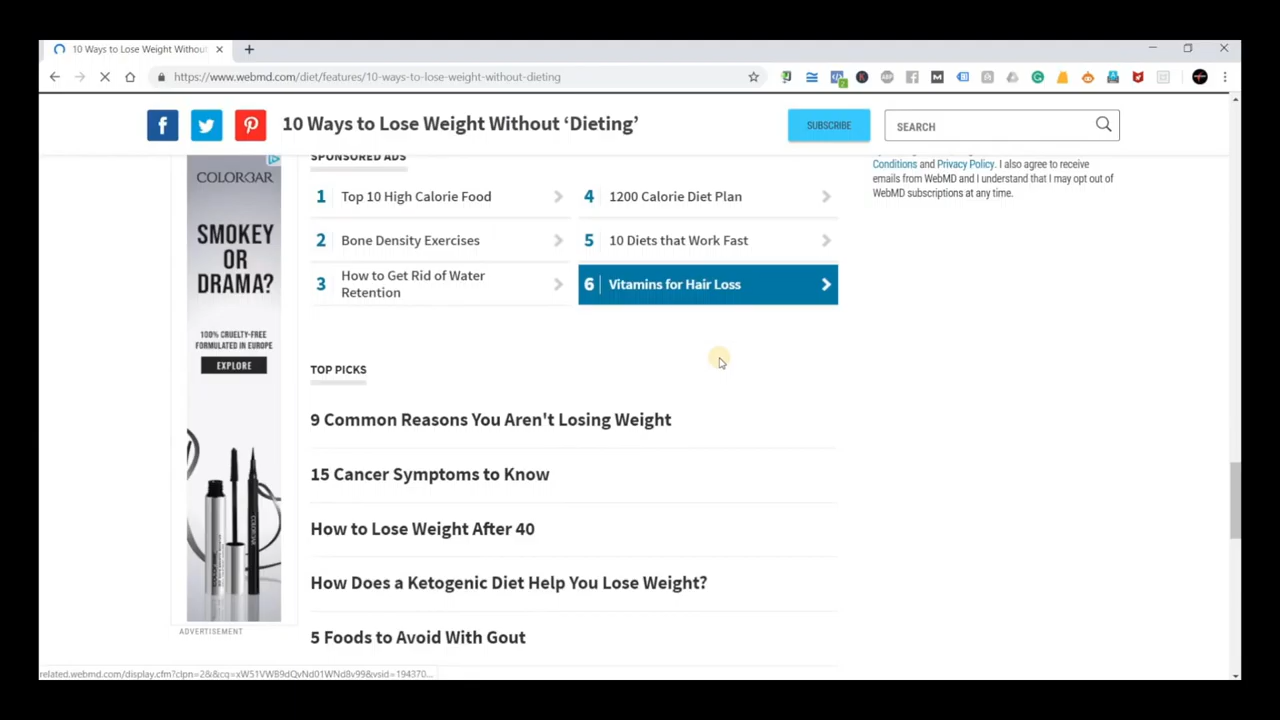 10 Ways to Lose Weight Without
https://www.webmd.com/diet/features/10-ways-to-lose-weight-without-dieting
10 Ways to Lose Weight Without ‘Dieting’
SUBSCRIBE
SEARCH
SPONSORED ADS
1 Top 10 High Calorie Food
2 Bone Density Exercises
3 How to Get Rid of Water
Retention
4 1200 Calorie Diet Plan
5 10 Diets that Work Fast
6 Vitamins for Hair Loss
Conditions and Privacy Policy. I also agree to receive
emails from WebMD and I understand that I may opt out of
WebMD subscriptions at any time.
COLORBAR
SMOKEY
OR
DRAMA?
100% CRUELTY-FREE
FORMULATED IN EUROPE
EXPLORE
ADVERTISEMENT
TOP PICKS
9 Common Reasons You Aren't Losing Weight
15 Cancer Symptoms to Know
How to Lose Weight After 40
How Does a Ketogenic Diet Help You Lose Weight?
5 Foods to Avoid With Gout